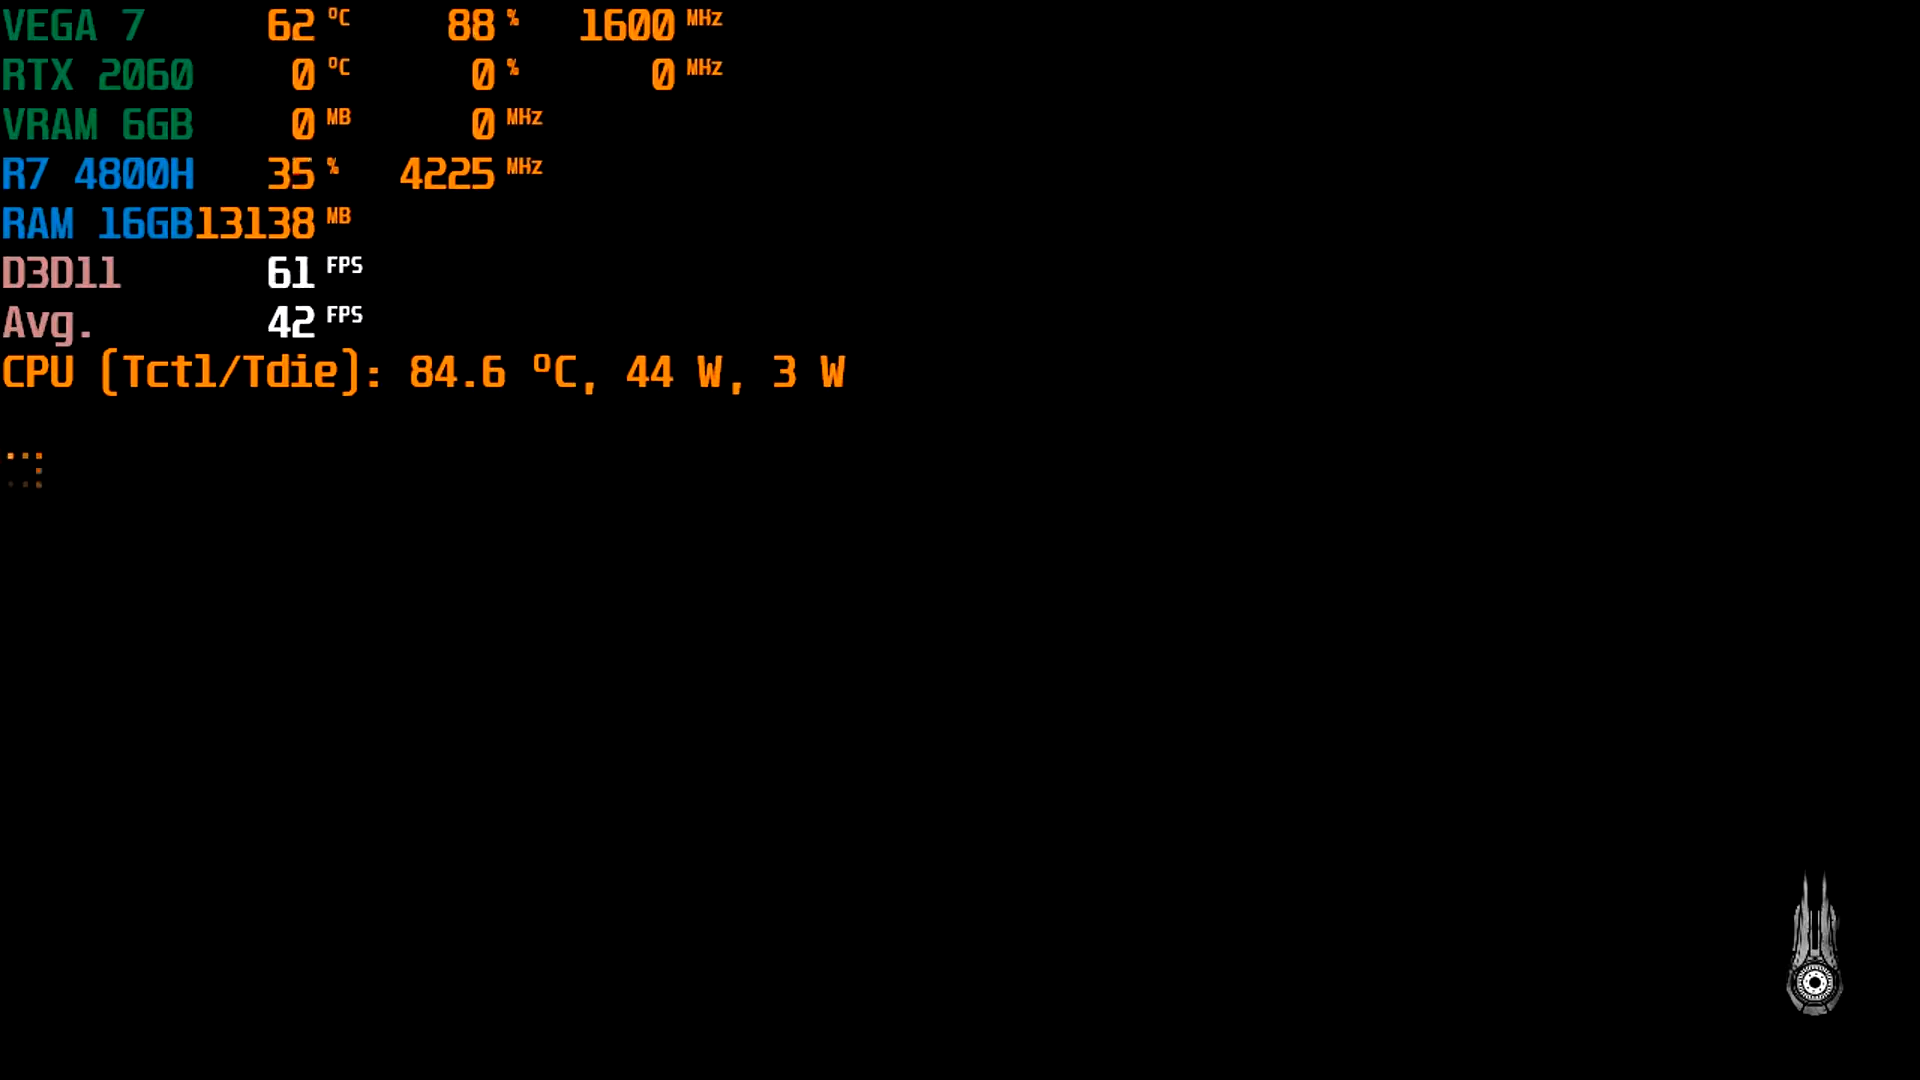 VEGA 7 62 °C 88 % 1600 MHz
RTX 2060 0 °C 0 % 0 MHz
VRAM 6GB 0 MB 0 MHz
R7 4800H 35 % 4225 MHz
RAM 16GB 13138 MB
D3D11 61 FPS
Avg. 42 FPS
CPU [Tctl/Tdie]: 84.6 ºC, 44 W, 3 W